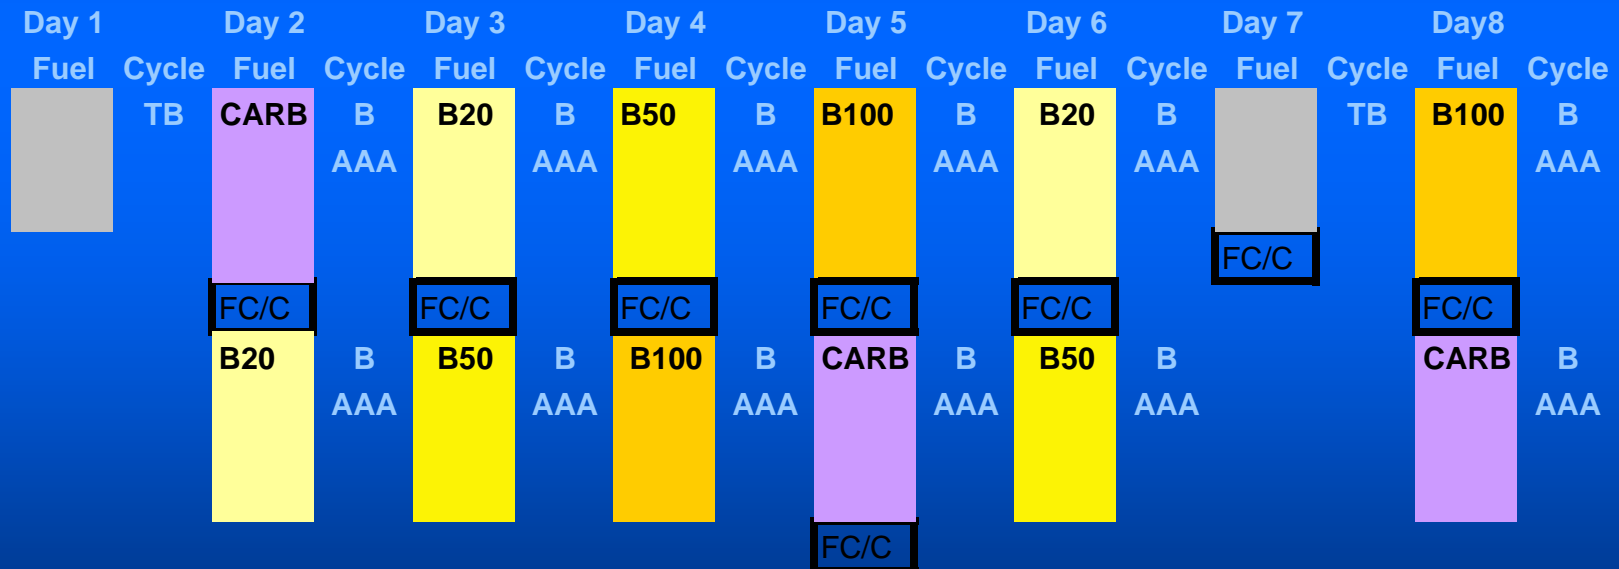 Day 1 Day 2 Day 3 Day 4 Day 5 Day 6 Day 7 Day8
Fuel Cycle Fuel Cycle Fuel Cycle Fuel Cycle Fuel Cycle Fuel Cycle Fuel Cycle Fuel Cycle
TB CARB B B20 B B50 B B100 B B20 B TB B100 B
AAA AAA AAA AAA AAA AAA
FC/C
FC/C FC/C FC/C FC/C FC/C FC/C
B20 B B50 B B100 B CARB B B50 B CARB B
AAA AAA AAA AAA AAA AAA
FC/C